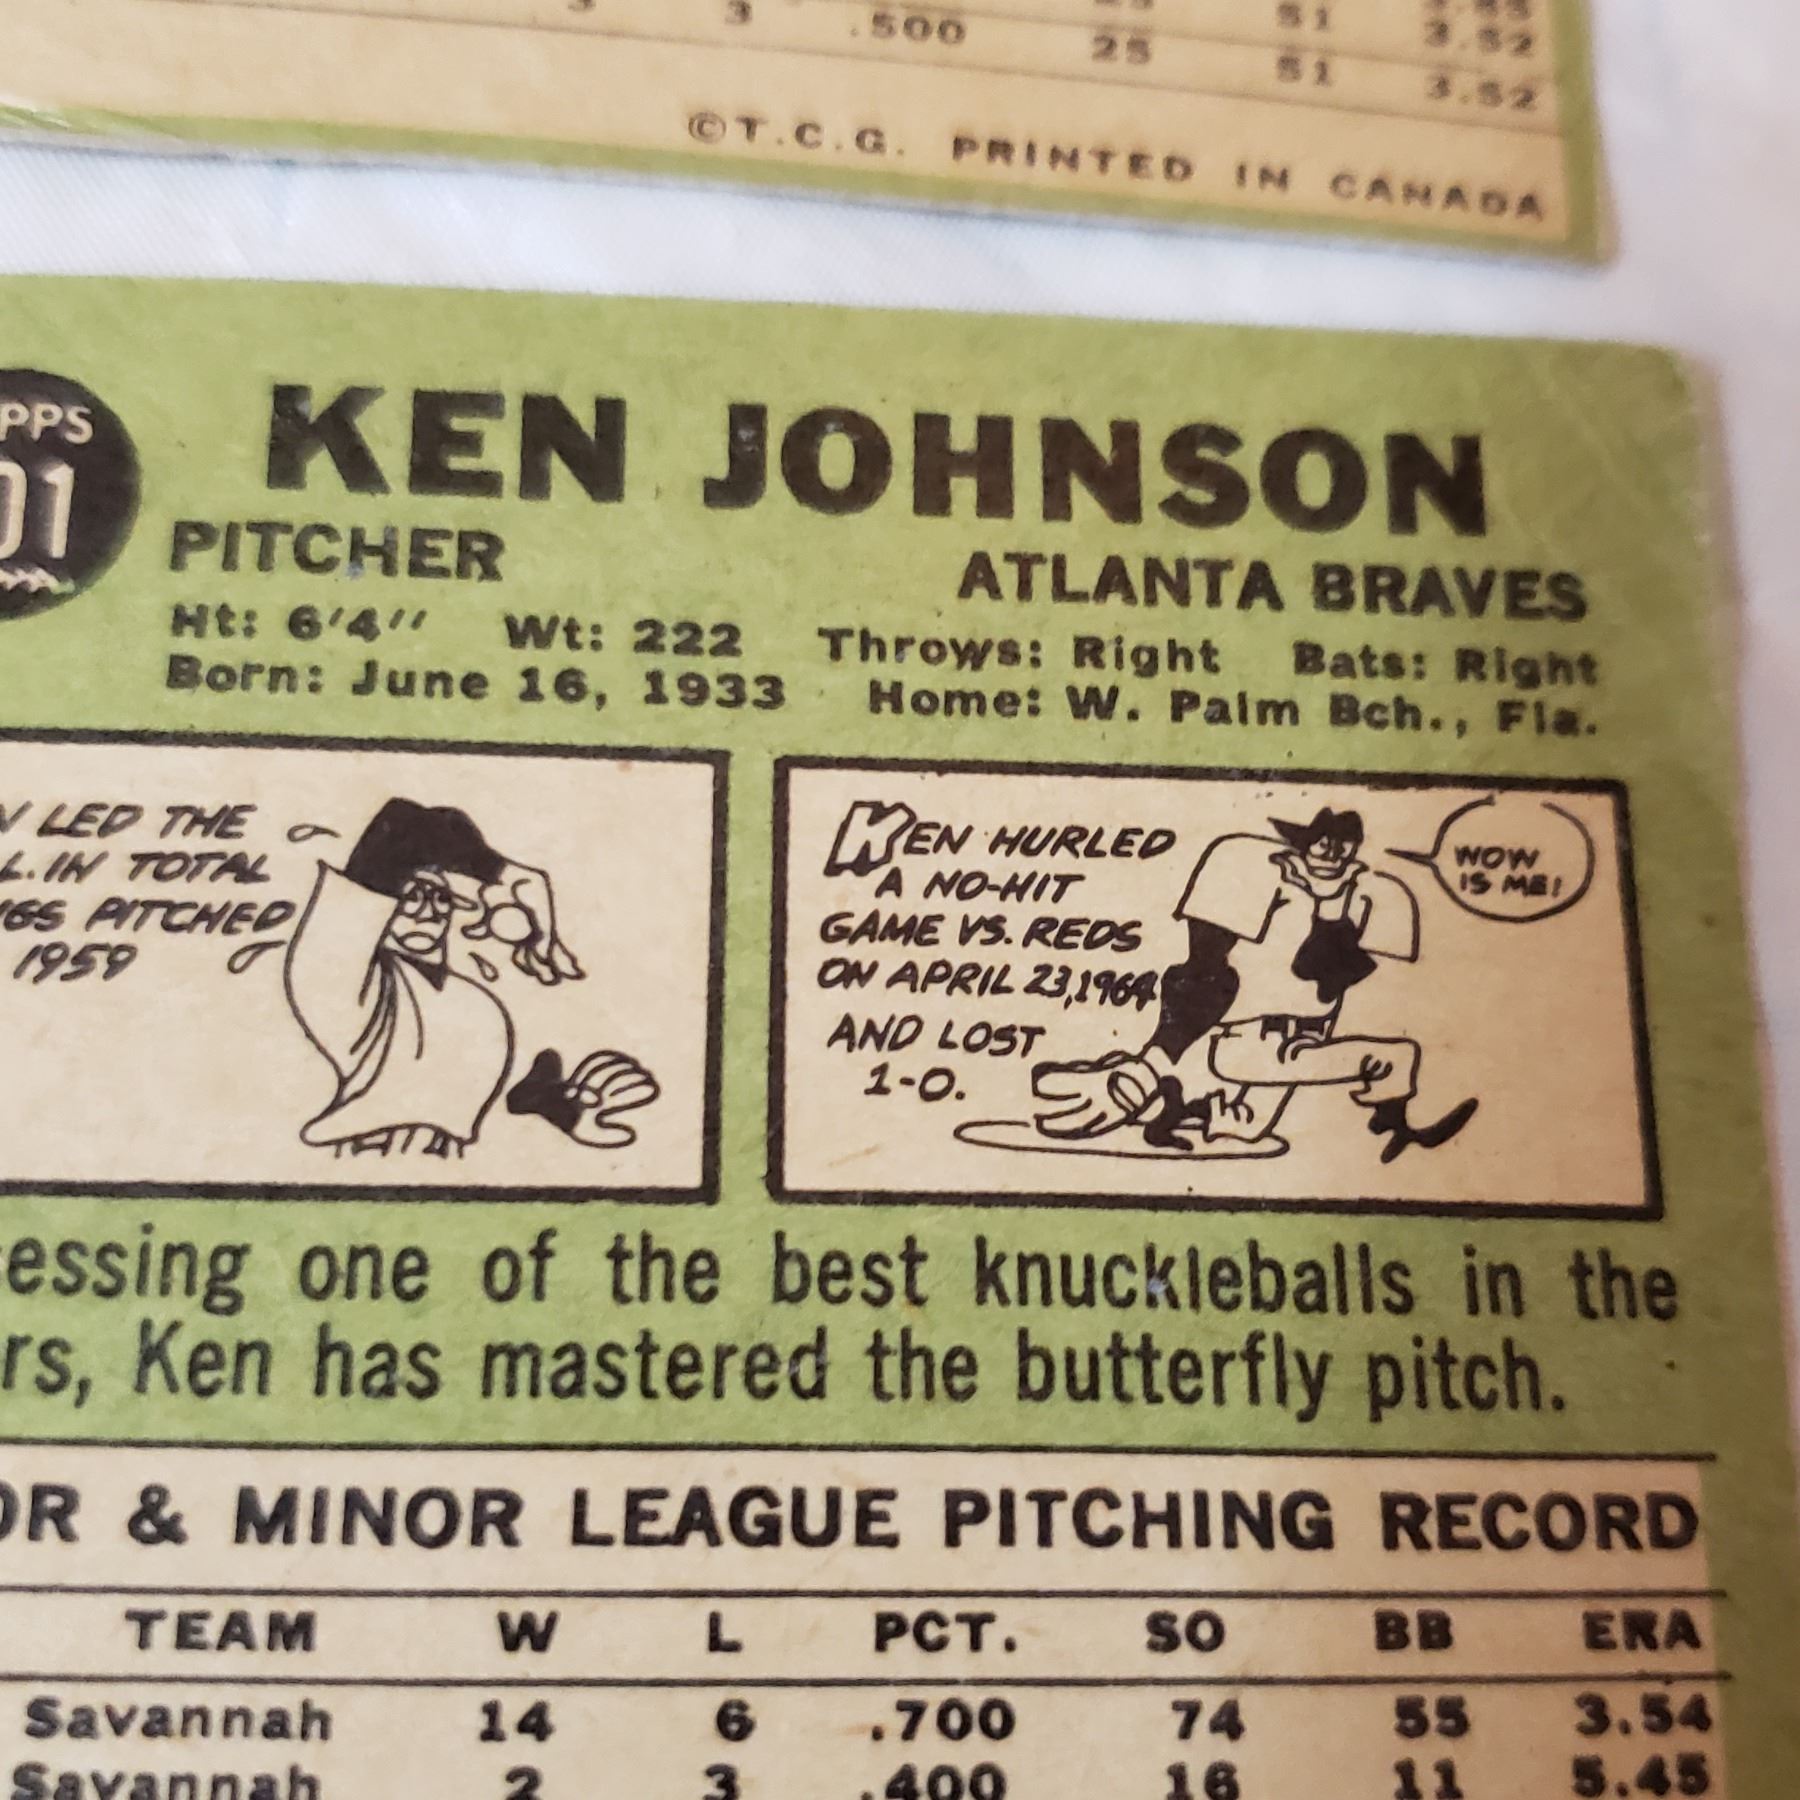 3 3 .500 25 51 3.52
25 51 3.52
©T.C.G. PRINTED IN CANADA
PPS
01
KEN JOHNSON
PITCHER
ATLANTA BRAVES
Ht: 6'4" Wt: 222 Throws: Right Bats: Right
Born: June 16, 1933 Home: W. Palm Bch., Fla.
LED THE
L. IN TOTAL
GS PITCHED
1959
KEN HURLED
A NO-HIT
GAME VS. REDS
ON APRIL 23, 1964
AND LOST
1-0.
WOW
IS ME!
essing one of the best knuckleballs in the
rs, Ken has mastered the butterfly pitch.
OR & MINOR LEAGUE PITCHING RECORD
TEAM W L PCT. SO BB ERA
Savannah 14 6 .700 74 55 3.54
Savannah 2 3 .400 16 11 5.45